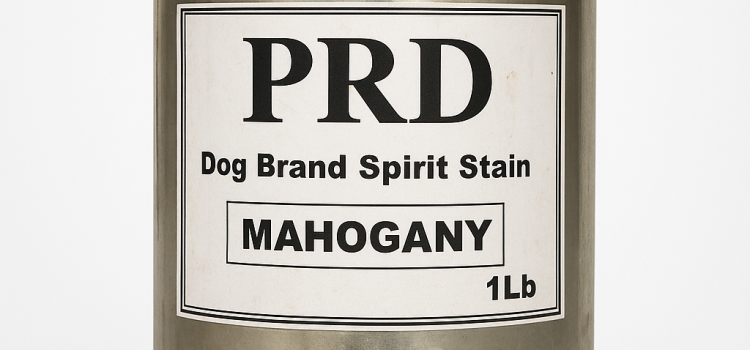 PRD
Dog Brand Spirit Stain
MAHOGANY
1Lb